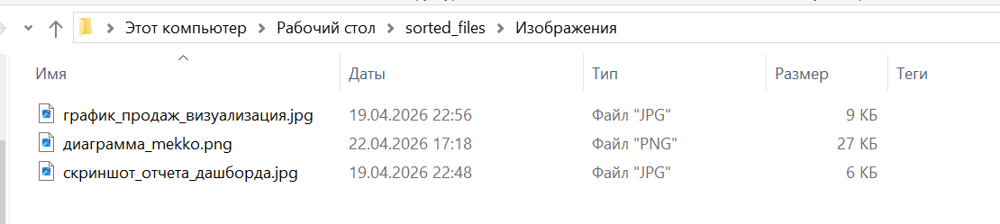 Этот компьютер > Рабочий стол > sorted_files > Изображения
Имя Даты Тип Размер Теги
график_продаж_визуализация.jpg 19.04.2026 22:56 Файл "JPG" 9 КБ
диаграмма_mekko.png 22.04.2026 17:18 Файл "PNG" 27 КБ
скриншот_отчета_дашборда.jpg 19.04.2026 22:48 Файл "JPG" 6 КБ